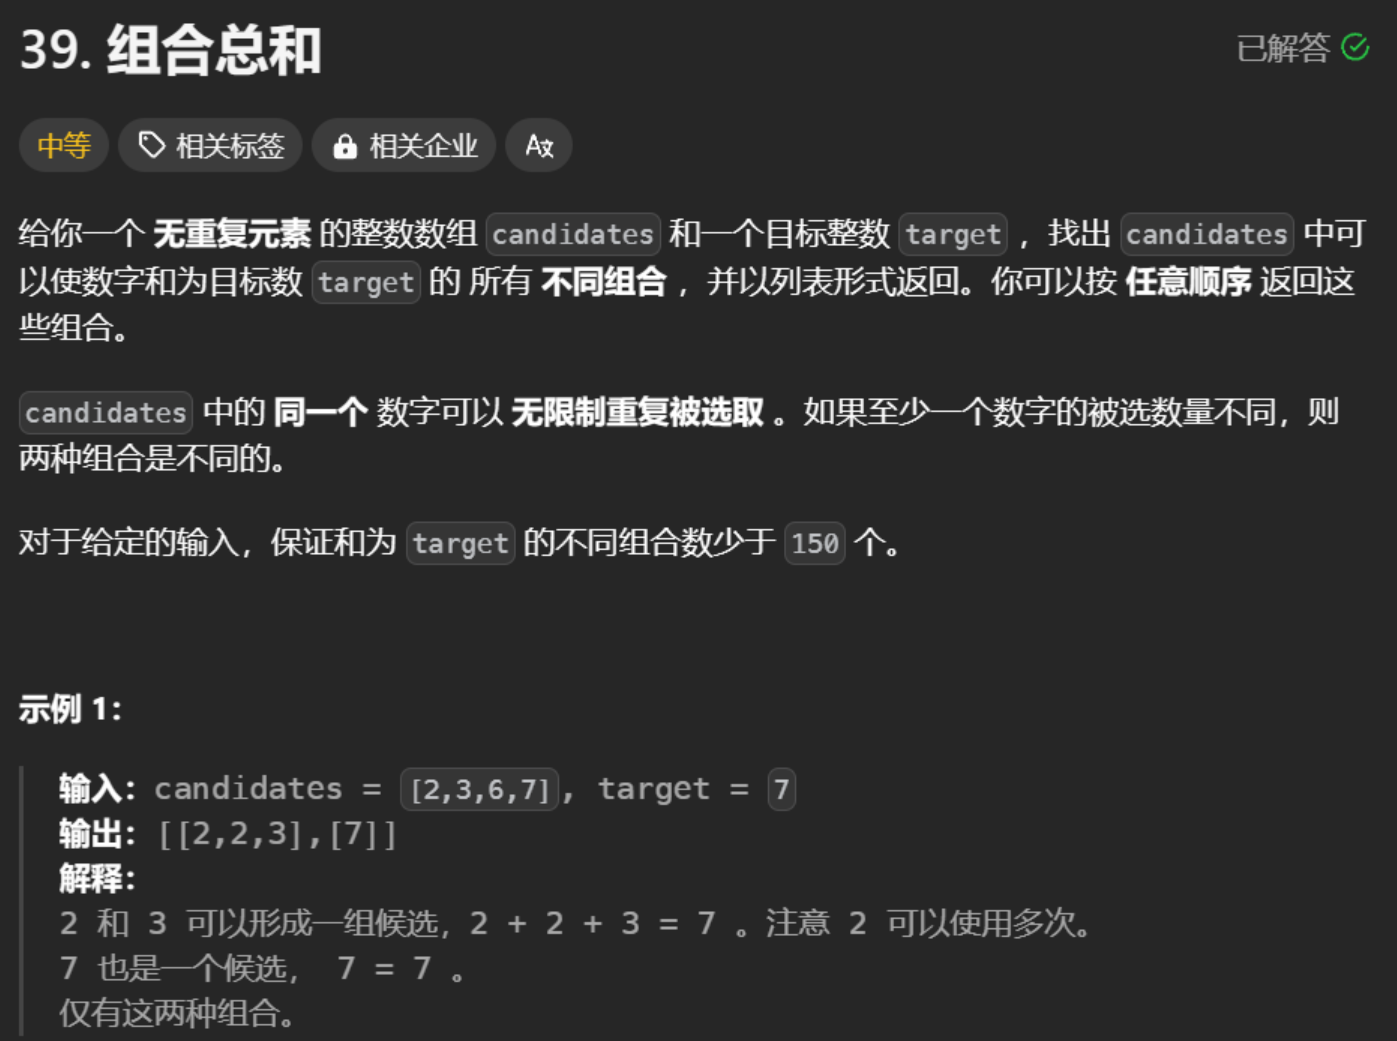 39. 组合总和
已解答
中等 相关标签 相关企业 A文
给你一个 无重复元素 的整数数组 candidates 和一个目标整数 target ，找出 candidates 中可
以使数字和为目标数 target 的 所有 不同组合 ，并以列表形式返回。你可以按 任意顺序 返回这
些组合。
candidates 中的 同一个 数字可以 无限制重复被选取 。如果至少一个数字的被选数量不同，则
两种组合是不同的。
对于给定的输入，保证和为 target 的不同组合数少于 150 个。
示例 1：
输入：candidates = [2,3,6,7], target = 7
输出：[[2,2,3],[7]]
解释：
2 和 3 可以形成一组候选，2 + 2 + 3 = 7 。注意 2 可以使用多次。
7 也是一个候选， 7 = 7 。
仅有这两种组合。